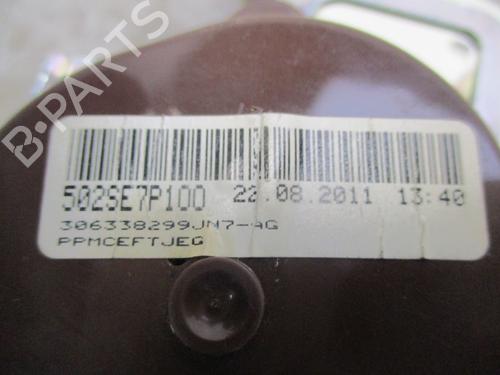 B-PARTS
502SE7P100 22.08.2011 13:40
306338299JN7-AG
PPMCEFTJEG